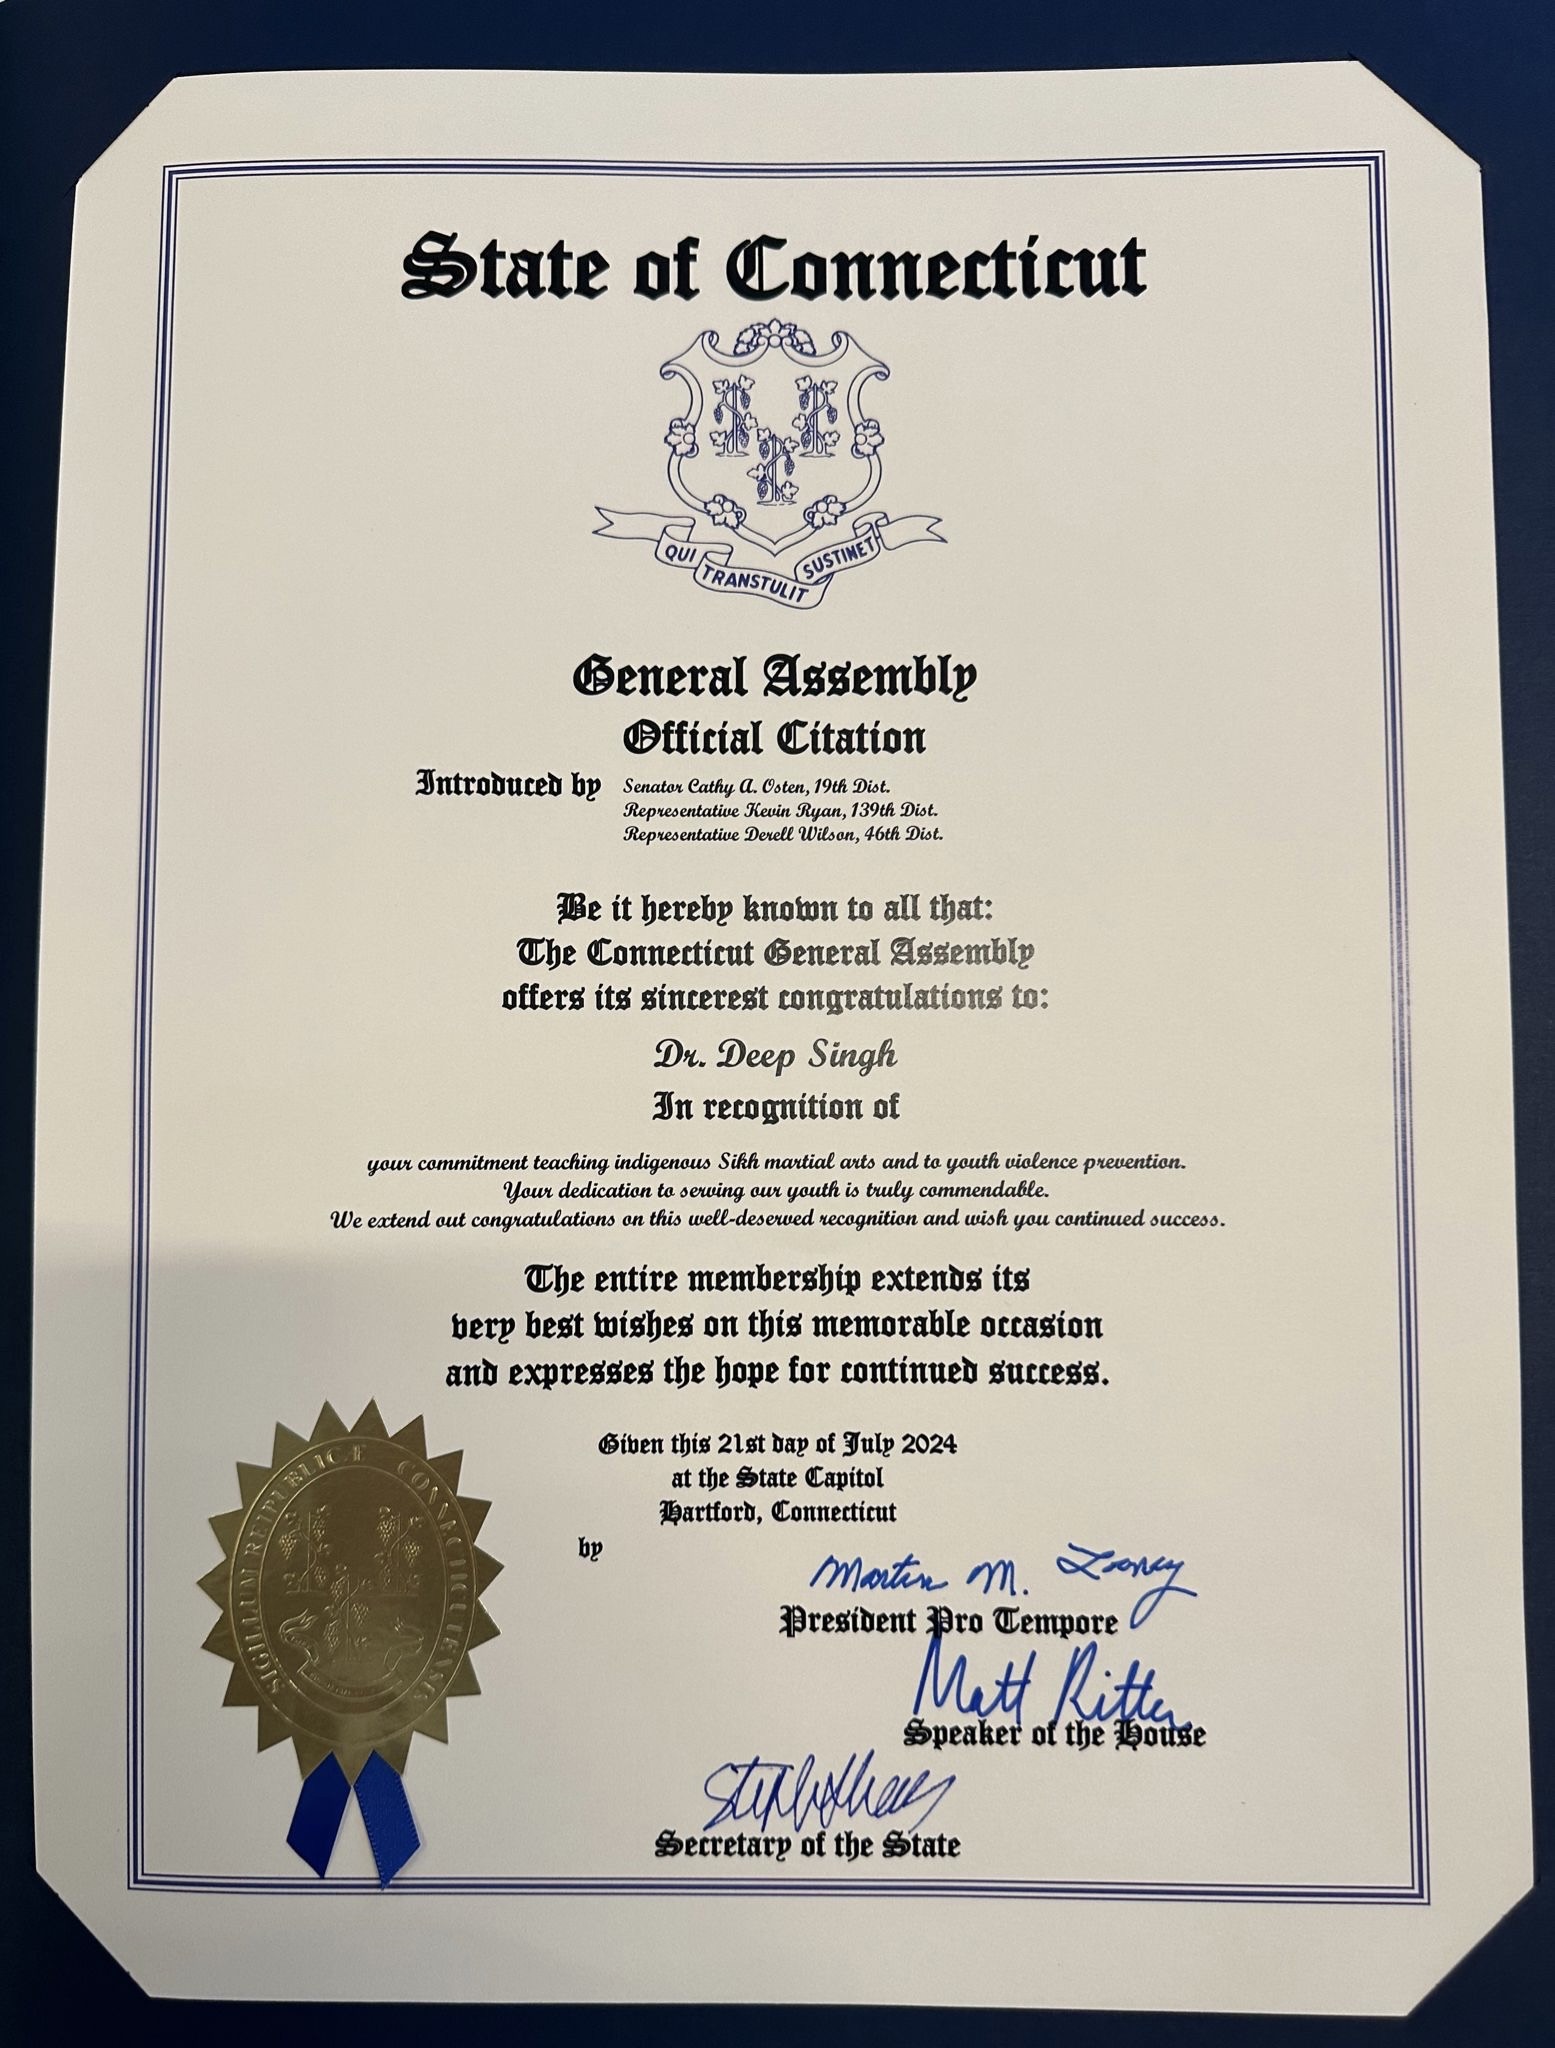 State of Connecticut
QUI TRANSTULIT SUSTINET
General Assembly
Official Citation
Introduced by Senator Cathy A. Osten, 19th Dist.
Representative Kevin Ryan, 139th Dist.
Representative Derell Wilson, 46th Dist.
Be it hereby known to all that:
The Connecticut General Assembly
offers its sincerest congratulations to:
Dr. Deep Singh
In recognition of
your commitment teaching indigenous Sikh martial arts and to youth violence prevention.
Your dedication to serving our youth is truly commendable.
We extend out congratulations on this well-deserved recognition and wish you continued success.
The entire membership extends its
very best wishes on this memorable occasion
and expresses the hope for continued success.
Given this 21st day of July 2024
at the State Capitol
Hartford, Connecticut
by
Martin M. Looney
President Pro Tempore
Matt Ritter
Speaker of the House
Secretary of the State
SIGILLUM REIPUBLICÆ CONNECTICUTENSIS